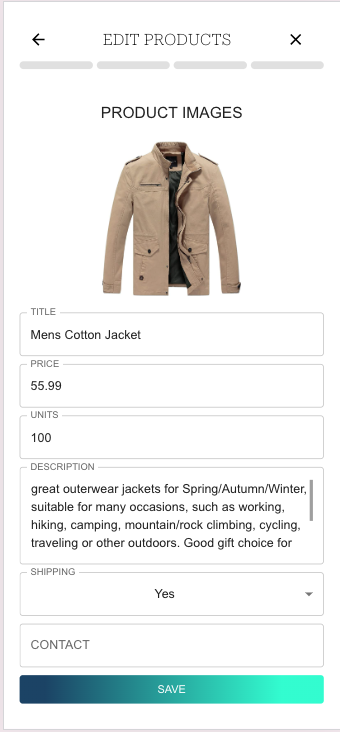 EDIT PRODUCTS
PRODUCT IMAGES
TITLE
Mens Cotton Jacket
PRICE
55.99
UNITS
100
DESCRIPTION
great outerwear jackets for Spring/Autumn/Winter,
suitable for many occasions, such as working,
hiking, camping, mountain/rock climbing, cycling,
traveling or other outdoors. Good gift choice for
SHIPPING
Yes
CONTACT
SAVE